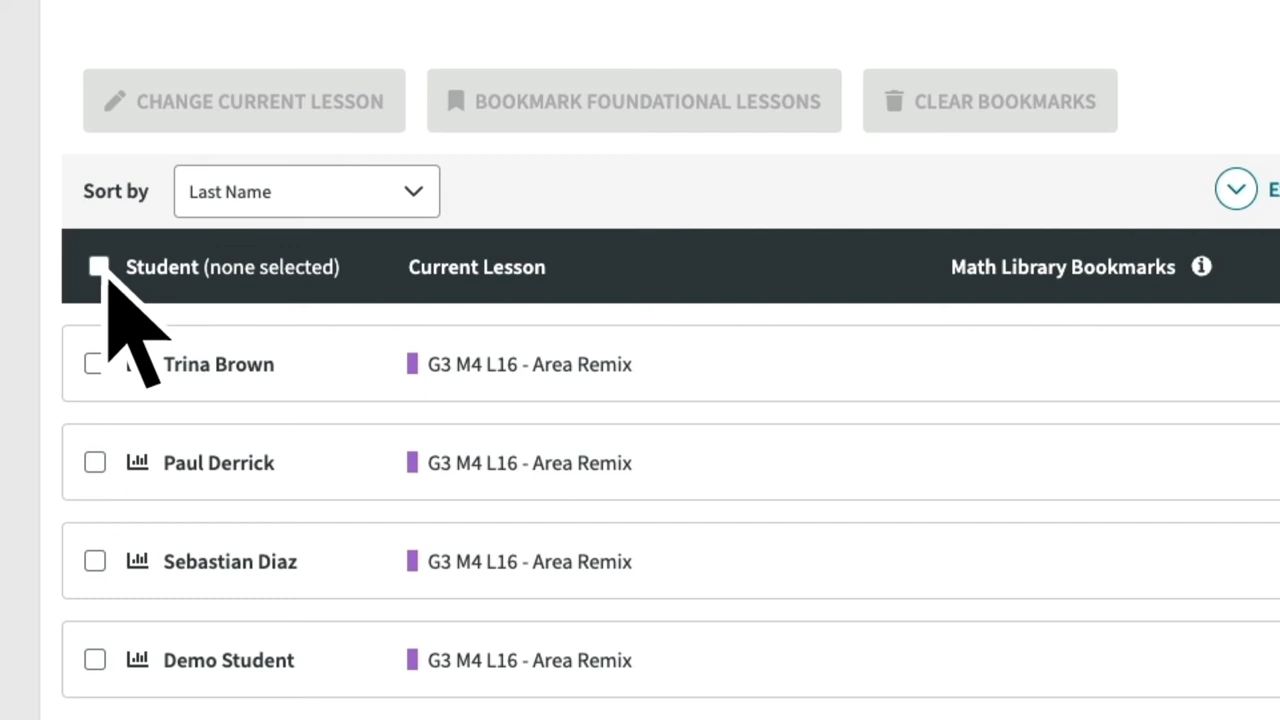 CHANGE CURRENT LESSON
BOOKMARK FOUNDATIONAL LESSONS
CLEAR BOOKMARKS
Sort by
Last Name
E
Student (none selected)
Current Lesson
Math Library Bookmarks
Trina Brown
G3 M4 L16 - Area Remix
Paul Derrick
G3 M4 L16 - Area Remix
Sebastian Diaz
G3 M4 L16 - Area Remix
Demo Student
G3 M4 L16 - Area Remix